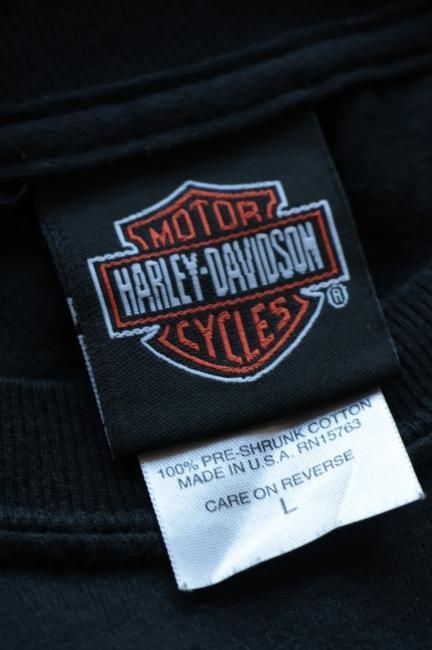 MOTOR
HARLEY-DAVIDSON
CYCLES
®
100% PRE-SHRUNK COTTON
MADE IN U.S.A. RN15763
CARE ON REVERSE
L